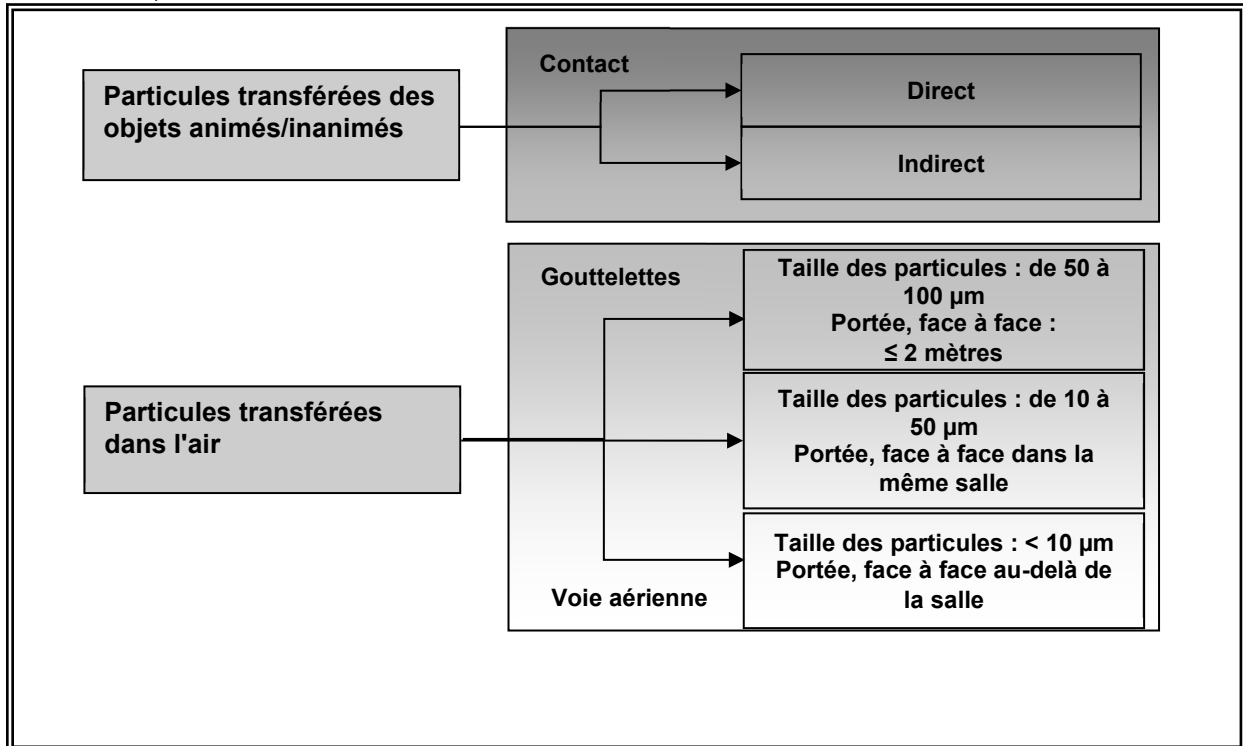 Contact
Particules transférées des
objets animés/inanimés
Direct
Indirect
Gouttelettes
Taille des particules : de 50 à
100 µm
Portée, face à face :
≤ 2 mètres
Particules transférées
dans l'air
Taille des particules : de 10 à
50 µm
Portée, face à face dans la
même salle
Taille des particules : < 10 µm
Portée, face à face au-delà de
la salle
Voie aérienne